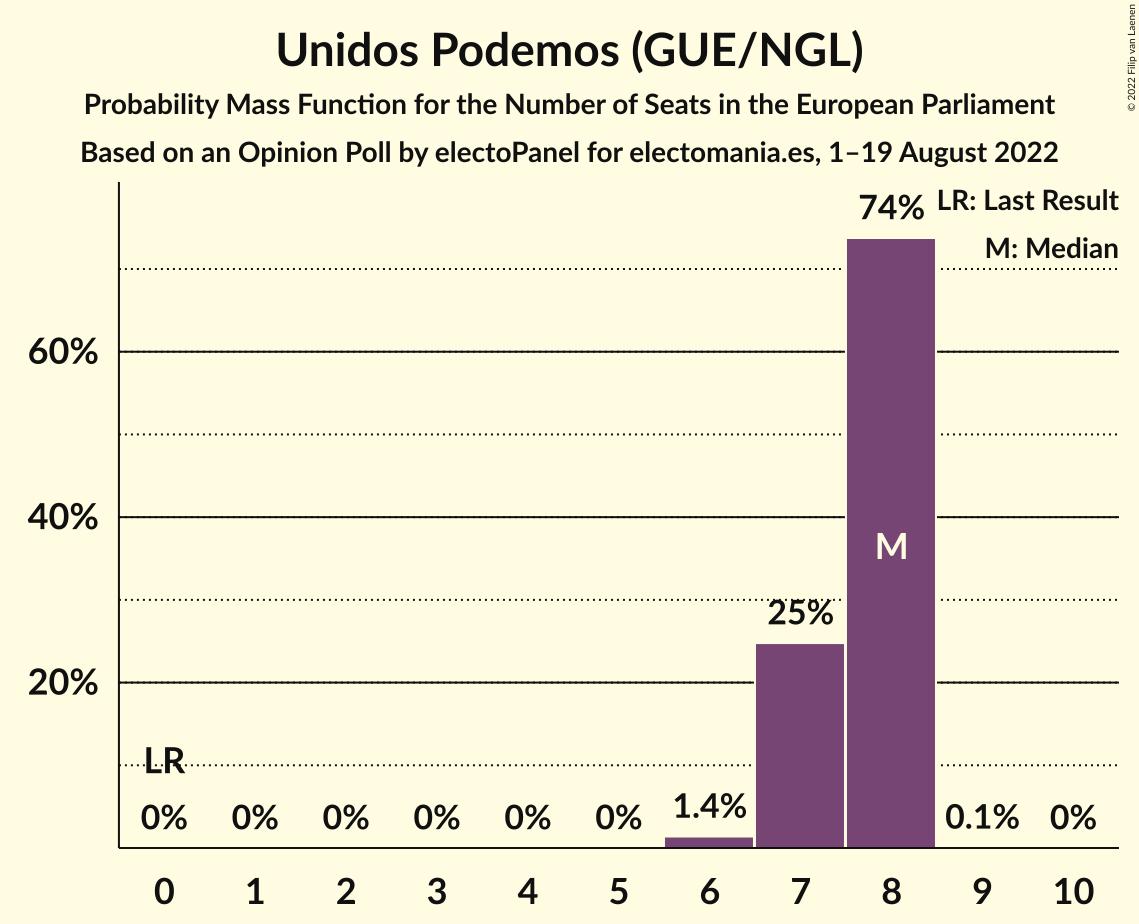 Unidos Podemos (GUE/NGL)
Probability Mass Function for the Number of Seats in the European Parliament
Based on an Opinion Poll by electoPanel for electomania.es, 1–19 August 2022
© 2022 Filip van Laenen
LR: Last Result
M: Median
60%
40%
20%
LR
0%
0%
0%
0%
0%
0%
1.4%
25%
74%
M
0.1%
0%
0 1 2 3 4 5 6 7 8 9 10